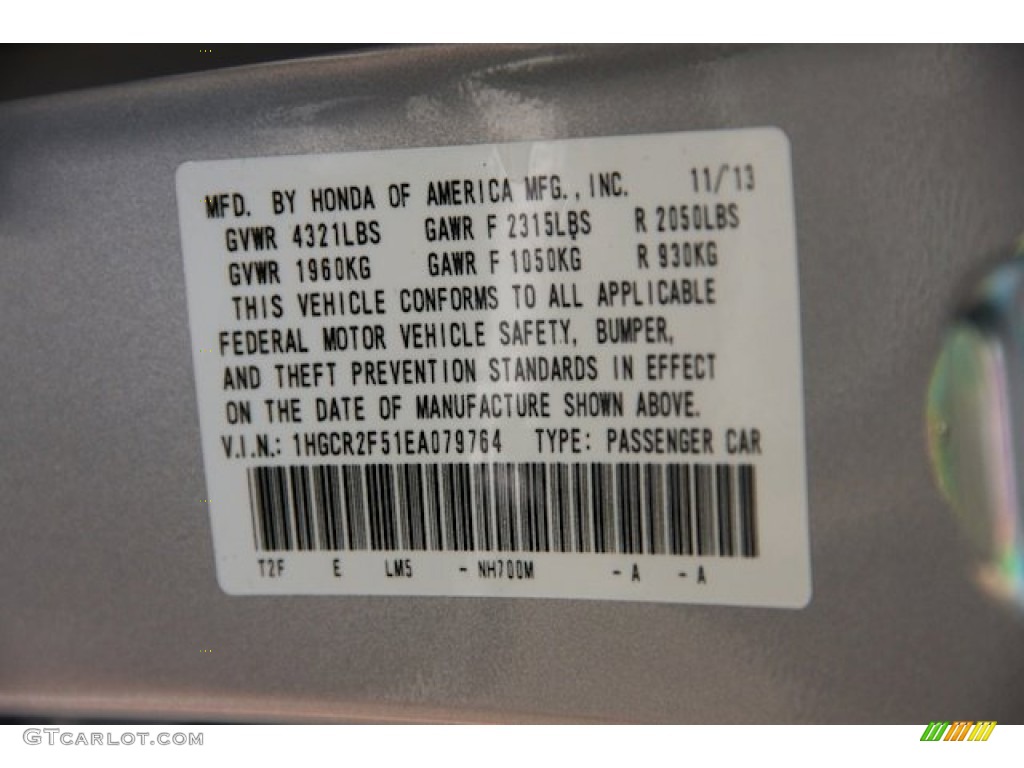 MFD. BY HONDA OF AMERICA MFG., INC. 11/13
GVWR 4321LBS GAWR F 2315LBS R 2050LBS
GVWR 1960KG GAWR F 1050KG R 930KG
THIS VEHICLE CONFORMS TO ALL APPLICABLE
FEDERAL MOTOR VEHICLE SAFETY, BUMPER,
AND THEFT PREVENTION STANDARDS IN EFFECT
ON THE DATE OF MANUFACTURE SHOWN ABOVE.
V.I.N.: 1HGCR2F51EA079764 TYPE: PASSENGER CAR
T2F E LM5 - NH700M - A - A
GTCARLOT.COM